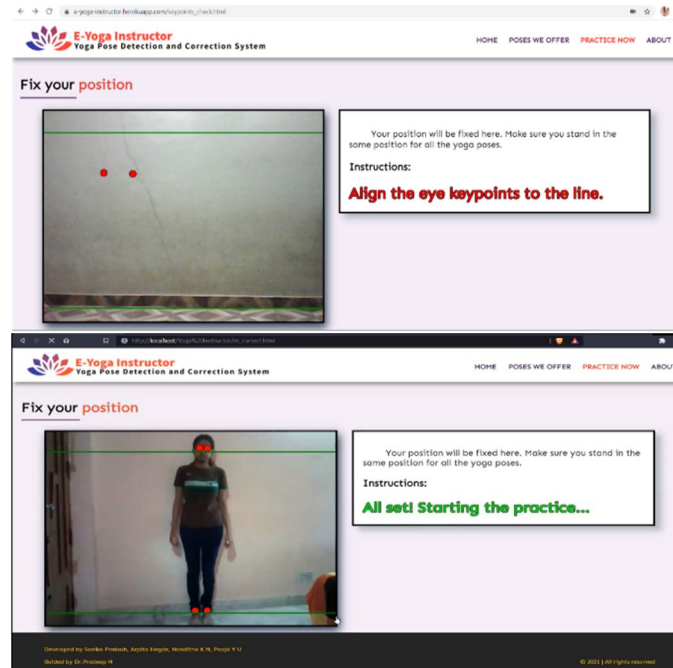 e-yoga-instructor.herokuapp.com/keypoints_check.html
E-Yoga Instructor
Yoga Pose Detection and Correction System
HOME POSES WE OFFER PRACTICE NOW ABOUT
Fix your position
Your position will be fixed here. Make sure you stand in the
same position for all the yoga poses.
Instructions:
Align the eye keypoints to the line.
E-Yoga Instructor
Yoga Pose Detection and Correction System
HOME POSES WE OFFER PRACTICE NOW ABOU
Fix your position
Your position will be fixed here. Make sure you stand in the
same position for all the yoga poses.
Instructions:
All set! Starting the practice...
Developed by Sonika Prakash, Arpita Hegde, Nanditha K N, Pooja Y U
Guided by Dr.Pradeep M
© 2021 | All rights reserved